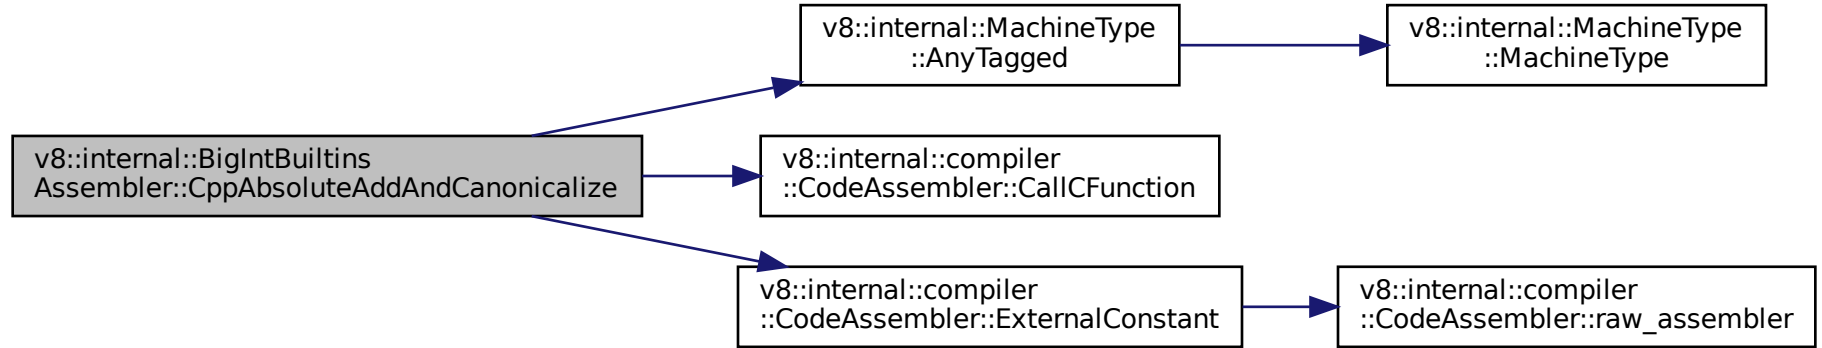 v8::internal::BigIntBuiltins
Assembler::CppAbsoluteAddAndCanonicalize
v8::internal::MachineType
::AnyTagged
v8::internal::MachineType
::MachineType
v8::internal::compiler
::CodeAssembler::CallCFunction
v8::internal::compiler
::CodeAssembler::ExternalConstant
v8::internal::compiler
::CodeAssembler::raw_assembler